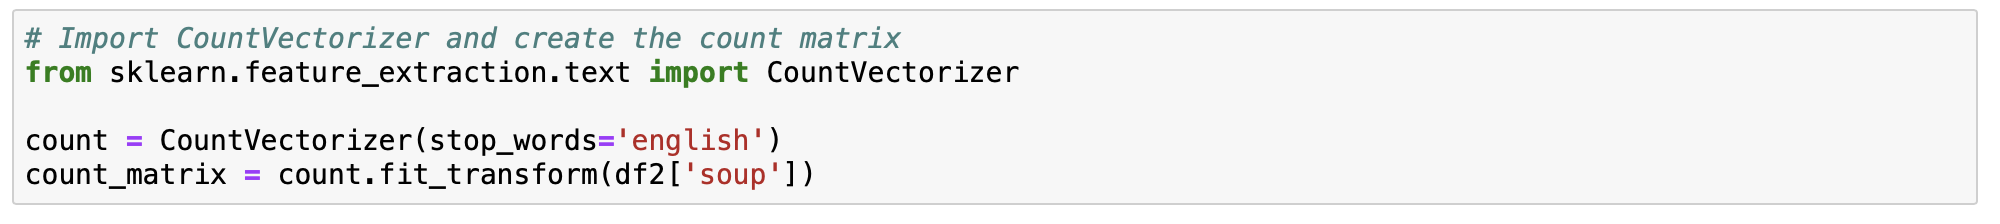 # Import CountVectorizer and create the count matrix
from sklearn.feature_extraction.text import CountVectorizer

count = CountVectorizer(stop_words='english')
count_matrix = count.fit_transform(df2['soup'])